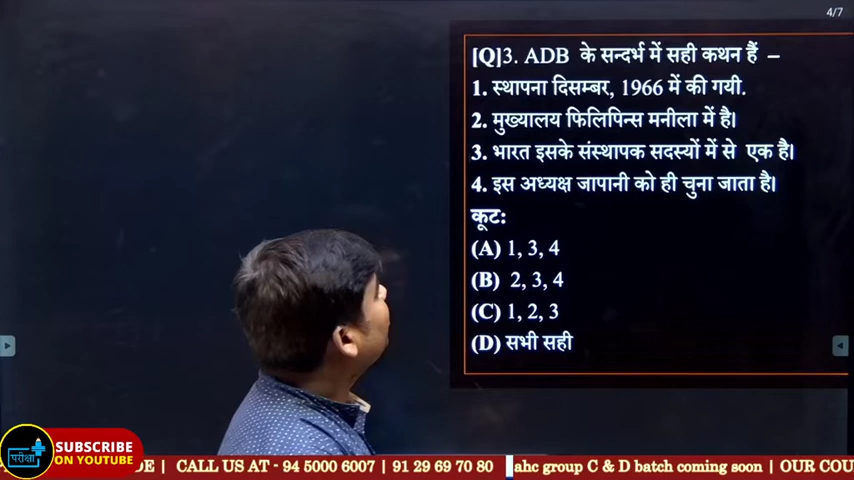 4/7
[Q]3. ADB के सन्दर्भ में सही कथन हैं –
1. स्थापना दिसम्बर, 1966 में की गयी.
2. मुख्यालय फिलिपिन्स मनीला में है।
3. भारत इसके संस्थापक सदस्यों में से एक है।
4. इस अध्यक्ष जापानी को ही चुना जाता है।
कूट:
(A) 1, 3, 4
(B) 2, 3, 4
(C) 1, 2, 3
(D) सभी सही
परीक्षा
SUBSCRIBE
ON YOUTUBE
DE | CALL US AT - 94 5000 6007 | 91 29 69 70 80 ahc group C & D batch coming soon | OUR COU